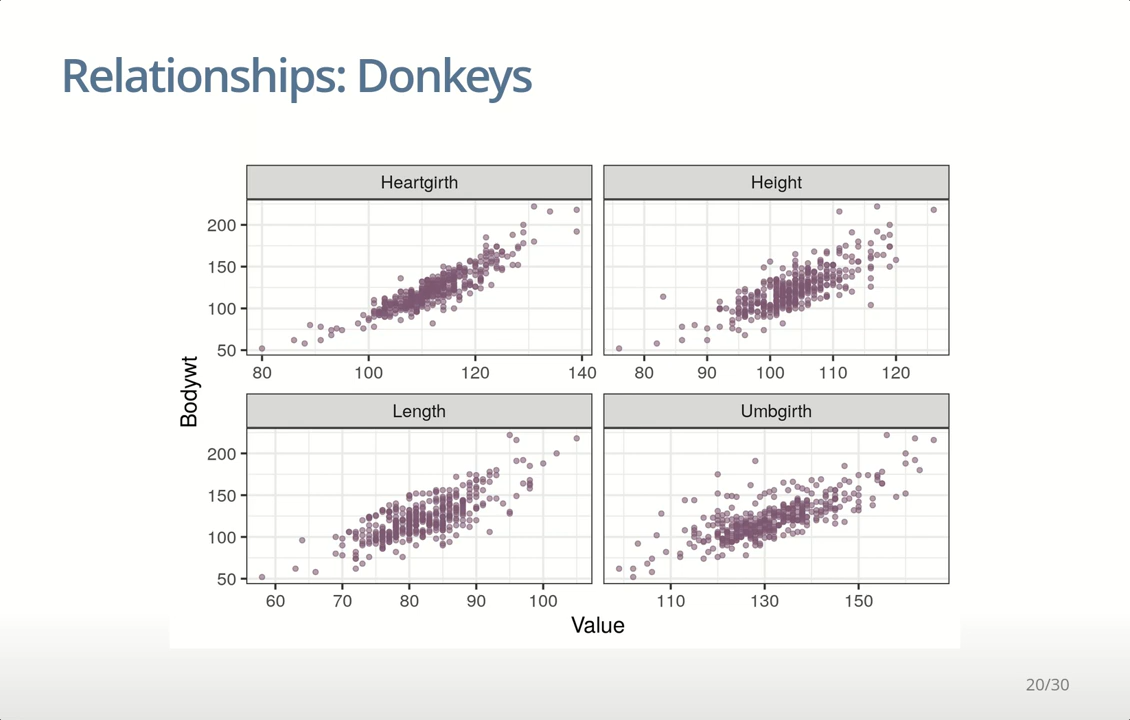 Relationships: Donkeys
Heartgirth Height
200
150
100
50
80 100 120 140 80 90 100 110 120
Bodywt
Length Umbgirth
200
150
100
50
60 70 80 90 100 110 130 150
Value
20/30